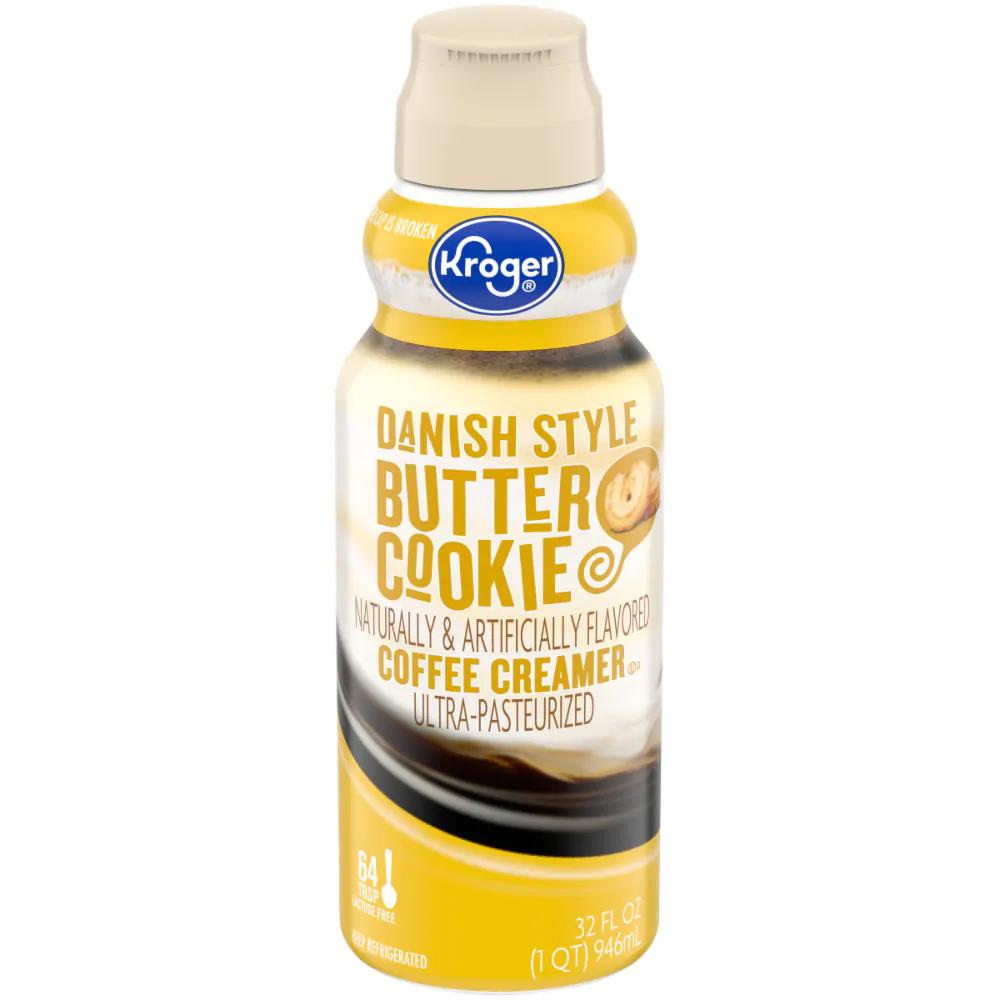 CAP IS BROKEN
Kroger®
DANISH STYLE
BUTTER
COOKIE
NATURALLY & ARTIFICIALLY FLAVORED
COFFEE CREAMER
ULTRA-PASTEURIZED
64
TBSP
LACTOSE FREE
KEEP REFRIGERATED
32 FL OZ
(1 QT) 946mL